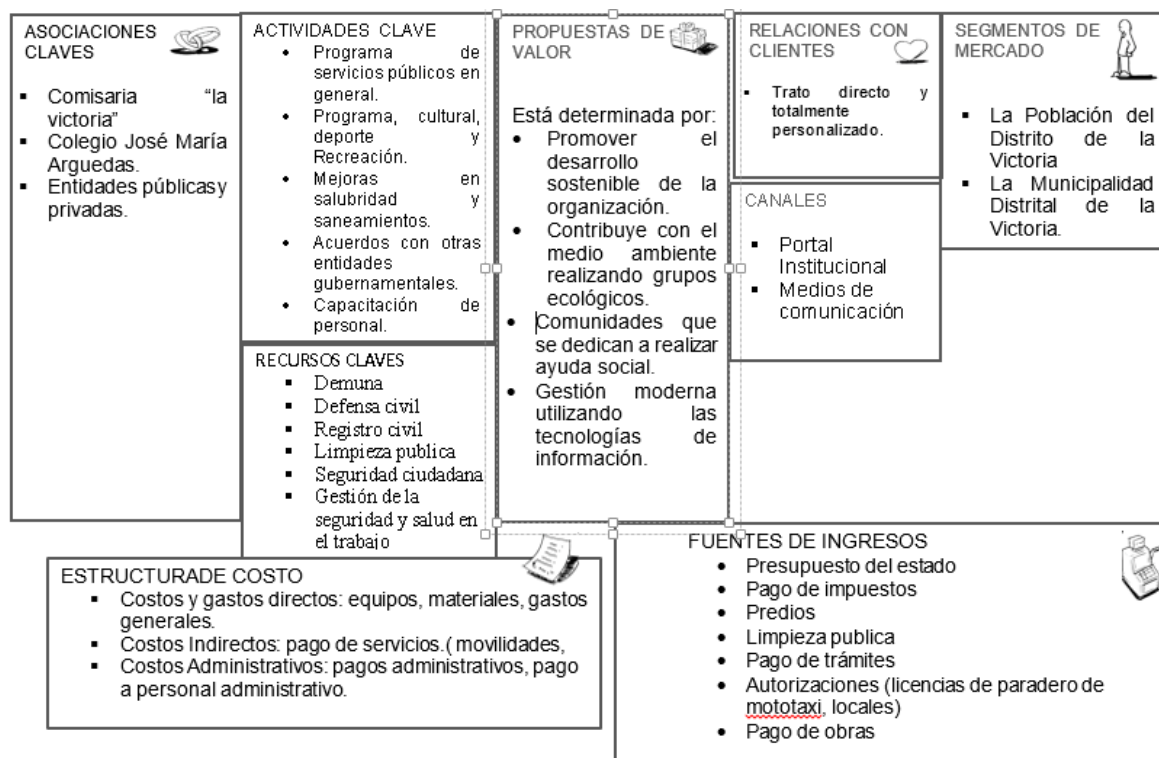 ASOCIACIONES
CLAVES
▪ Comisaria “la
victoria”
▪ Colegio José María
Arguedas.
▪ Entidades públicas y
privadas.
ACTIVIDADES CLAVE
• Programa de
servicios públicos en
general.
• Programa, cultural,
deporte y
Recreación.
• Mejoras en
salubridad y
saneamientos.
• Acuerdos con otras
entidades
gubernamentales.
• Capacitación de
personal.
RECURSOS CLAVES
▪ Demuna
▪ Defensa civil
▪ Registro civil
▪ Limpieza publica
▪ Seguridad ciudadana
▪ Gestión de la
seguridad y salud en
el trabajo
PROPUESTAS DE
VALOR
Está determinada por:
• Promover el
desarrollo
sostenible de la
organización.
• Contribuye con el
medio ambiente
realizando grupos
ecológicos.
• Comunidades que
se dedican a realizar
ayuda social.
• Gestión moderna
utilizando las
tecnologías de
información.
RELACIONES CON
CLIENTES
▪ Trato directo y
totalmente
personalizado.
CANALES
▪ Portal
Institucional
▪ Medios de
comunicación
SEGMENTOS DE
MERCADO
▪ La Población del
Distrito de la
Victoria
▪ La Municipalidad
Distrital de la
Victoria.
ESTRUCTURADE COSTO
▪ Costos y gastos directos: equipos, materiales, gastos
generales.
▪ Costos Indirectos: pago de servicios.( movilidades,
▪ Costos Administrativos: pagos administrativos, pago
a personal administrativo.
FUENTES DE INGRESOS
• Presupuesto del estado
• Pago de impuestos
• Predios
• Limpieza publica
• Pago de trámites
• Autorizaciones (licencias de paradero de
mototaxi, locales)
• Pago de obras